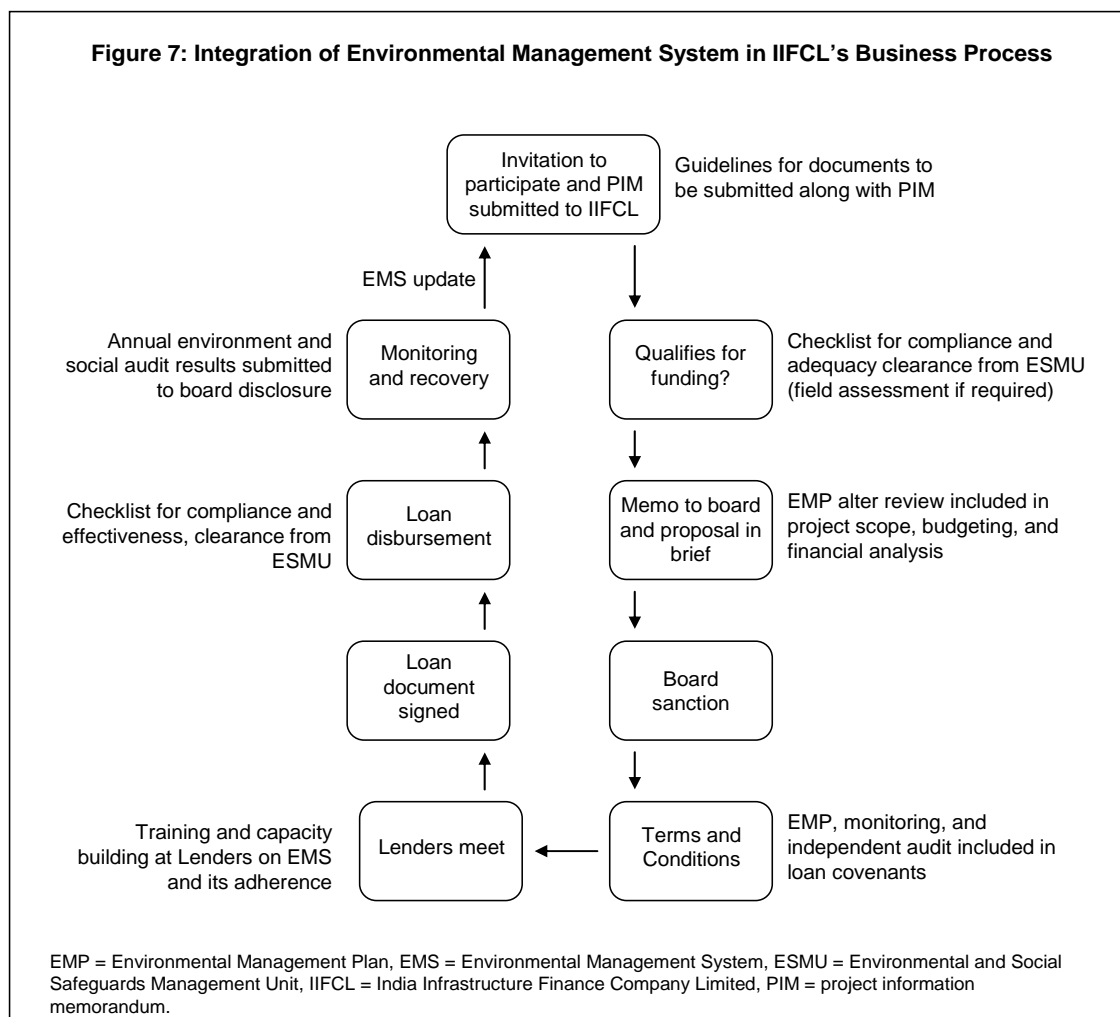 Figure 7: Integration of Environmental Management System in IIFCL's Business Process
Invitation to
participate and PIM
submitted to IIFCL
Guidelines for documents to
be submitted along with PIM
EMS update
Annual environment and
social audit results submitted
to board disclosure
Monitoring
and recovery
Qualifies for
funding?
Checklist for compliance and
adequacy clearance from ESMU
(field assessment if required)
Checklist for compliance and
effectiveness, clearance from
ESMU
Loan
disbursement
Memo to board
and proposal in
brief
EMP alter review included in
project scope, budgeting, and
financial analysis
Loan
document
signed
Board
sanction
Training and capacity
building at Lenders on EMS
and its adherence
Lenders meet
Terms and
Conditions
EMP, monitoring, and
independent audit included in
loan covenants
EMP = Environmental Management Plan, EMS = Environmental Management System, ESMU = Environmental and Social
Safeguards Management Unit, IIFCL = India Infrastructure Finance Company Limited, PIM = project information
memorandum.